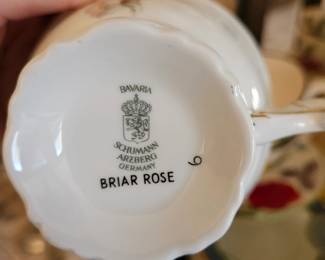 BAVARIA
SCHUMANN
ARZBERG
GERMANY
BRIAR ROSE
6